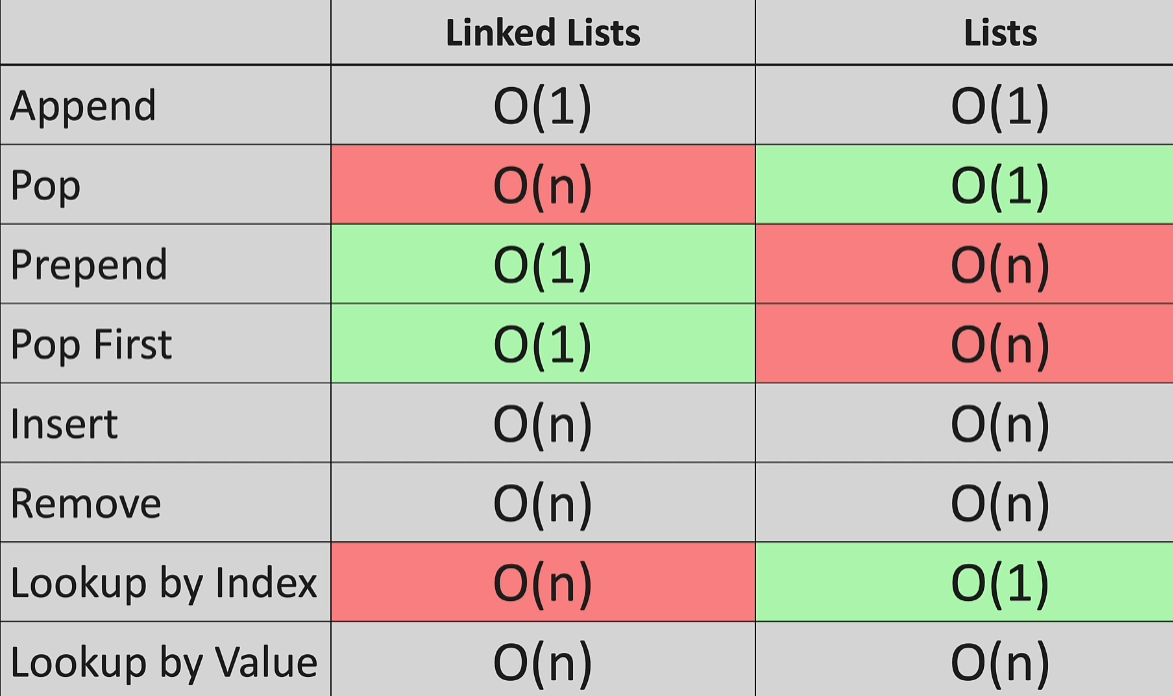 Linked Lists Lists
Append O(1) O(1)
Pop O(n) O(1)
Prepend O(1) O(n)
Pop First O(1) O(n)
Insert O(n) O(n)
Remove O(n) O(n)
Lookup by Index O(n) O(1)
Lookup by Value O(n) O(n)